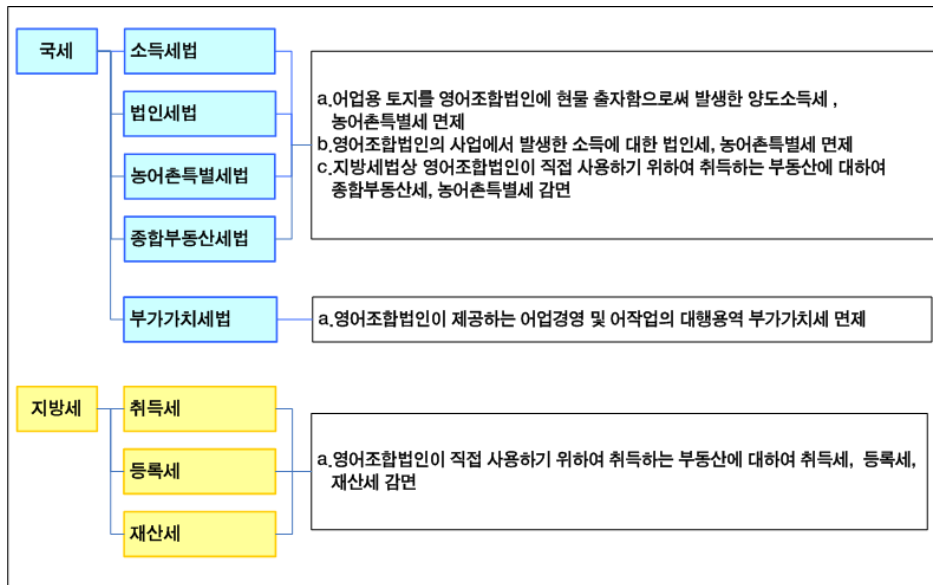 국세
소득세법
법인세법
농어촌특별세법
종합부동산세법
a.어업용 토지를 영어조합법인에 현물 출자함으로써 발생한 양도소득세 ,
농어촌특별세 면제
b.영어조합법인의 사업에서 발생한 소득에 대한 법인세, 농어촌특별세 면제
c.지방세법상 영어조합법인이 직접 사용하기 위하여 취득하는 부동산에 대하여
종합부동산세, 농어촌특별세 감면
부가가치세법
a.영어조합법인이 제공하는 어업경영 및 어작업의 대행용역 부가가치세 면제
지방세
취득세
등록세
재산세
a.영어조합법인이 직접 사용하기 위하여 취득하는 부동산에 대하여 취득세, 등록세,
재산세 감면